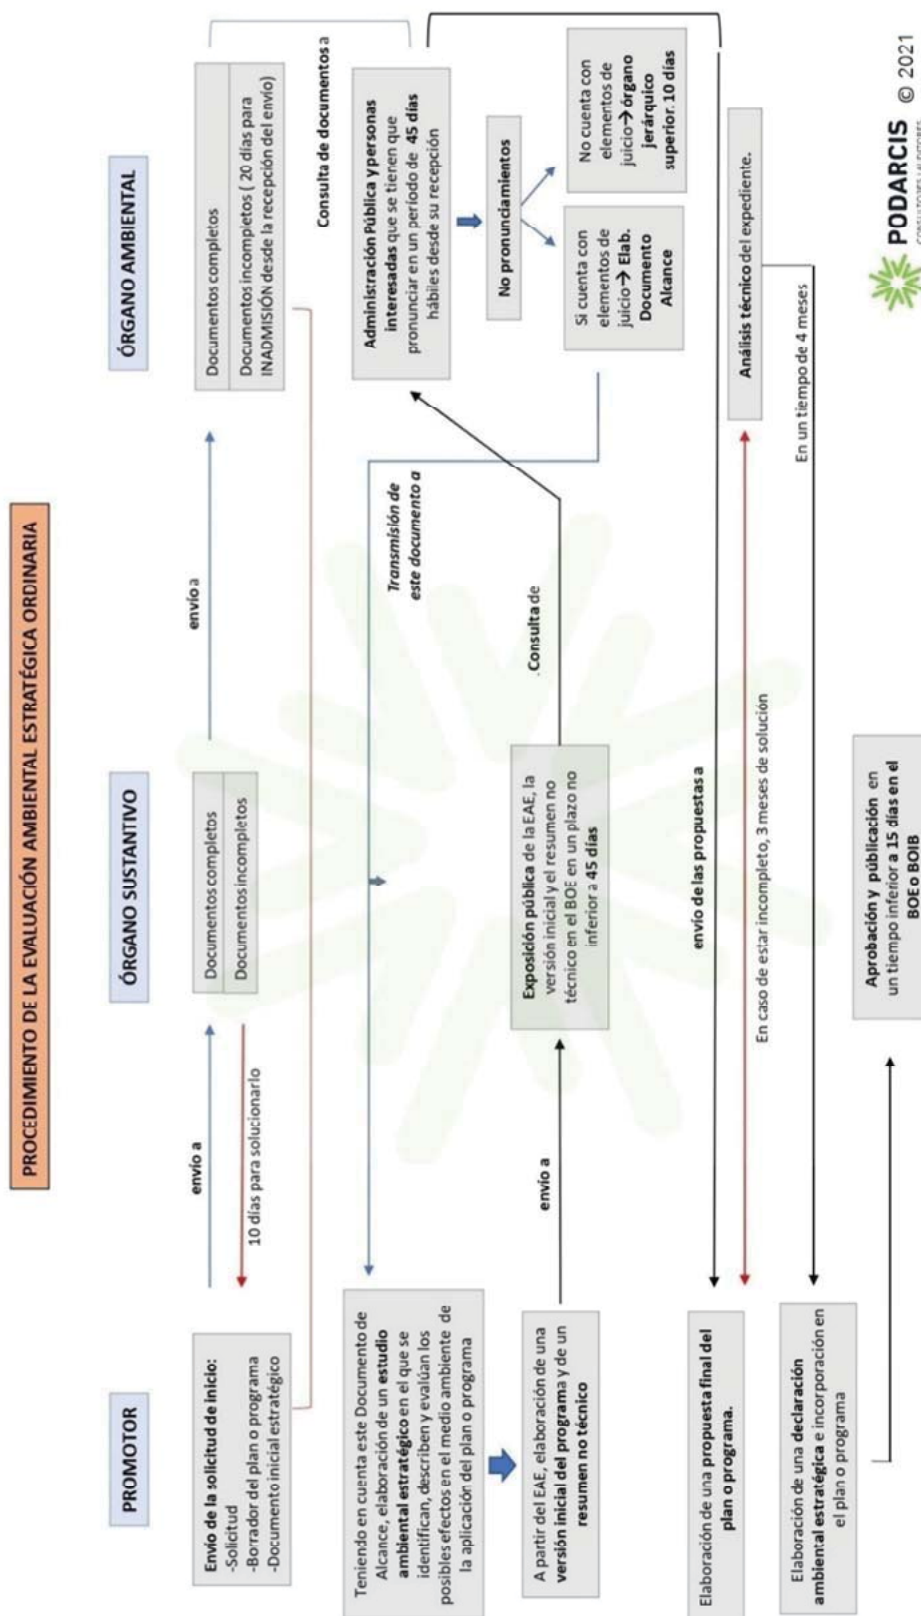 PROCEDIMIENTO DE LA EVALUACIÓN AMBIENTAL ESTRATÉGICA ORDINARIA
PROMOTOR
ÓRGANO SUSTANTIVO
ÓRGANO AMBIENTAL
Envío de la solicitud de inicio:
-Solicitud
-Borrador del plan o programa
-Documento inicial estratégico
envío a
10 días para solucionarlo
Documentos completos
Documentos incompletos
envío a
Documentos completos
Documentos incompletos ( 20 días para
INADMISIÓN desde la recepción del envío)
Consulta de documentos a
Administración Pública y personas
interesadas que se tienen que
pronunciar en un período de 45 días
hábiles desde su recepción
No pronunciamientos
Si cuenta con
elementos de
juicio→ Elab.
Documento
Alcance
No cuenta con
elementos de
juicio→ órgano
jerárquico
superior. 10 días
Transmisión de
este documento a
Teniendo en cuenta este Documento de
Alcance, elaboración de un estudio
ambiental estratégico en el que se
identifican, describen y evalúan los
posibles efectos en el medio ambiente de
la aplicación del plan o programa
A partir del EAE, elaboración de una
versión inicial del programa y de un
resumen no técnico
envío a
Exposición pública de la EAE, la
versión inicial y el resumen no
técnico en el BOE en un plazo no
inferior a 45 días
.Consulta de
envío de las propuestas a
Elaboración de una propuesta final del
plan o programa.
En caso de estar incompleto, 3 meses de solución
Análisis técnico del expediente.
En un tiempo de 4 meses
Elaboración de una declaración
ambiental estratégica e incorporación en
el plan o programa
Aprobación y públicación en
un tiempo inferior a 15 días en el
BOE o BOIB
PODARCIS © 2021